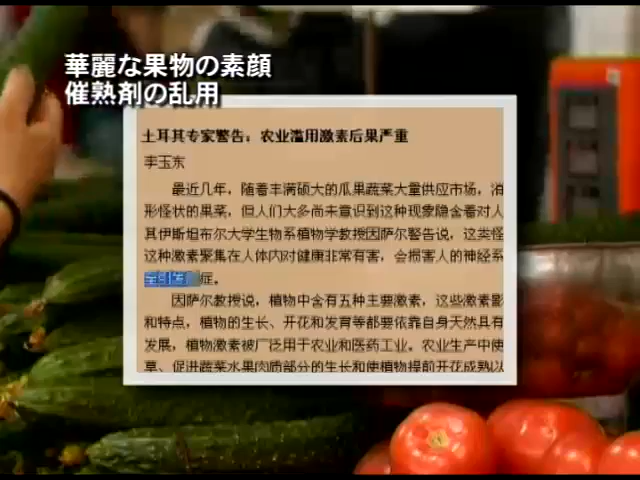 華麗な果物の素顔
催熟剤の乱用
土耳其专家警告：农业滥用激素后果严重
李玉东
最近几年，随着丰满硕大的瓜果蔬菜大量供应市场，消
形怪状的果菜，但人们大多尚未意识到这种现象隐含着对人
其伊斯坦布尔大学生物系植物学教授因萨尔警告说，这类怪
这种激素聚集在人体内对健康非常有害，会损害人的神经系
症。
因萨尔教授说，植物中含有五种主要激素，这些激素影
和特点，植物的生长、开花和发育等都要依靠自身天然具有
发展，植物激素被广泛用于农业和医药工业。农业生产中使
草、促进蔬菜水果肉质部分的生长和使植物提前开花成熟以